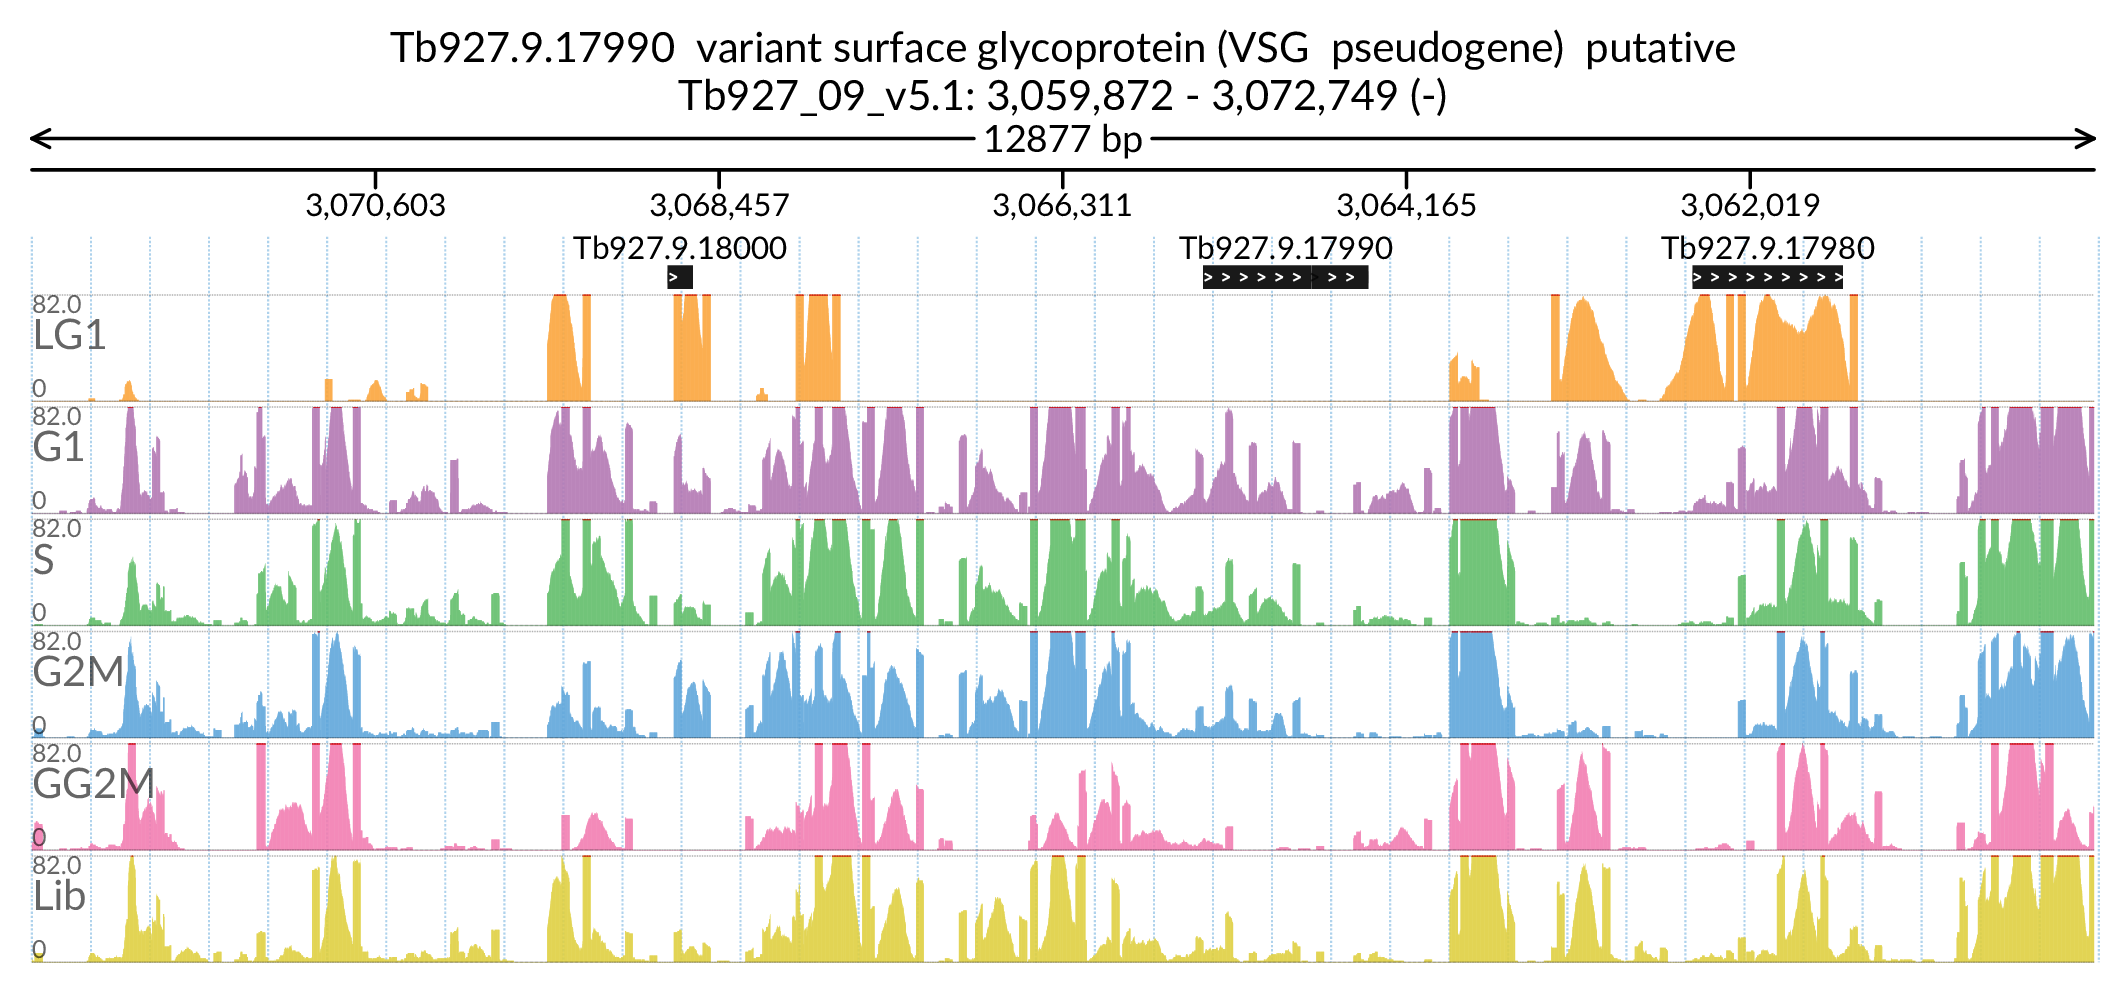 Tb927.9.17990 variant surface glycoprotein (VSG pseudogene) putative
Tb927_09_v5.1: 3,059,872 - 3,072,749 (-)
12877 bp
3,070,603 3,068,457 3,066,311 3,064,165 3,062,019
Tb927.9.18000 Tb927.9.17990 Tb927.9.17980
82.0
LG1
0
82.0
G1
0
82.0
S
0
82.0
G2M
0
82.0
GG2M
0
82.0
Lib
0